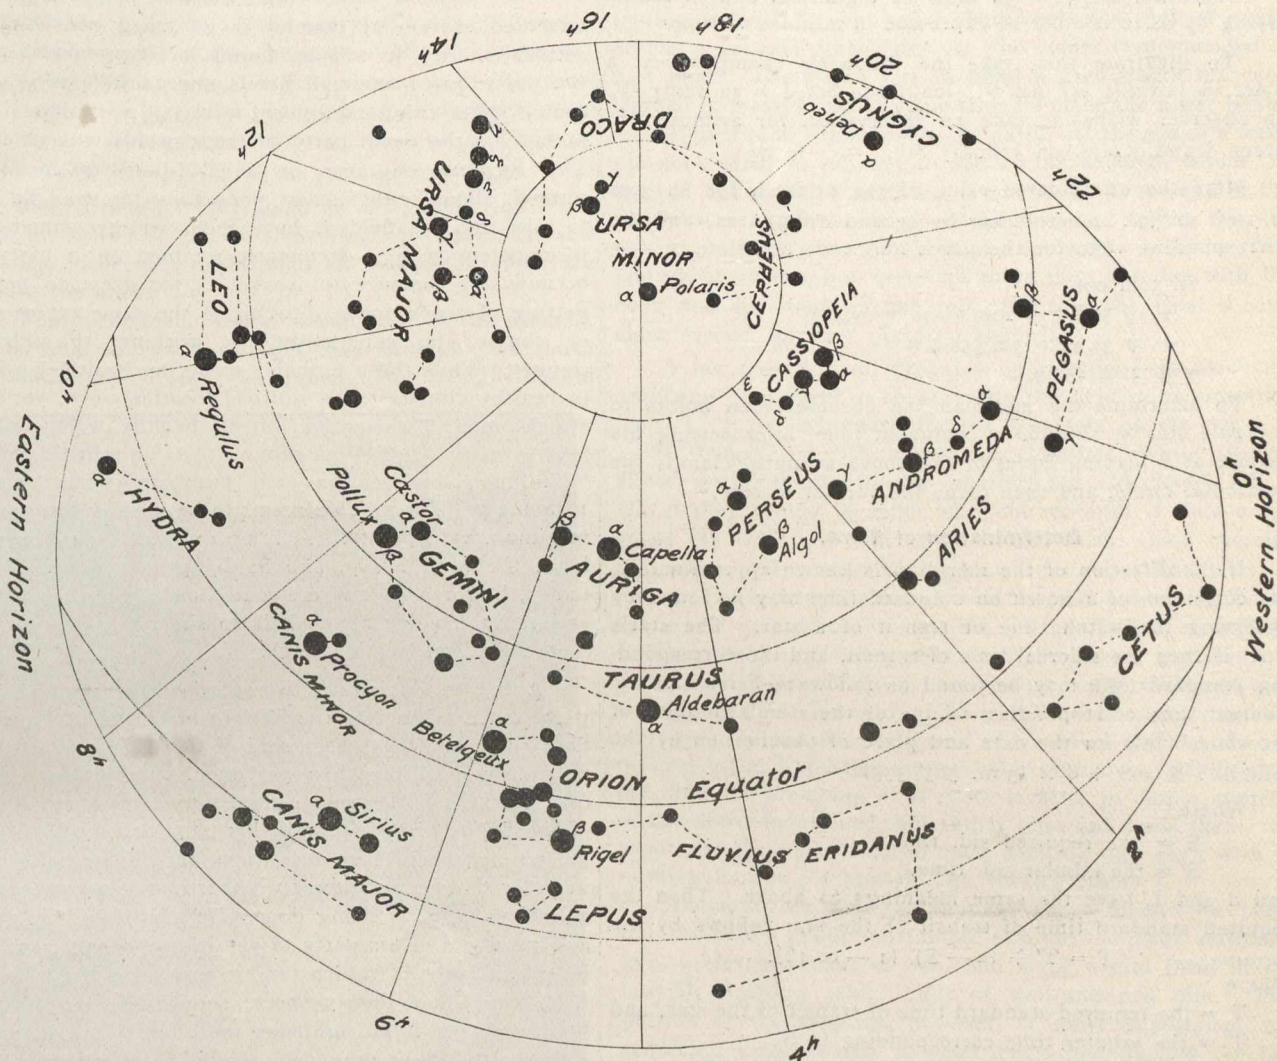 16ʰ
18ʰ
14ʰ
20ʰ
12ʰ
22ʰ
10ʰ
0ʰ
8ʰ
2ʰ
6ʰ
4ʰ
DRACO
CYGNUS
Deneb
α
URSA MAJOR
η
ζ
ε
δ
γ
β
α
URSA
MINOR
γ
β
α Polaris
CEPHEUS
CASSIOPEIA
β
α
γ
δ
ε
PEGASUS
β
α
γ
LEO
α
Regulus
ANDROMEDA
α
δ
β
γ
Eastern Horizon
Western Horizon
α
HYDRA
Pollux
Castor
α
β
GEMINI
β
α
Capella
AURIGA
PERSEUS
α
β
Algol
ARIES
CETUS
α
Procyon
CANIS MINOR
TAURUS
Aldebaran
α
α
Betelgeux
ORION
β
Rigel
Equator
α Sirius
CANIS MAJOR
LEPUS
FLUVIUS ERIDANUS